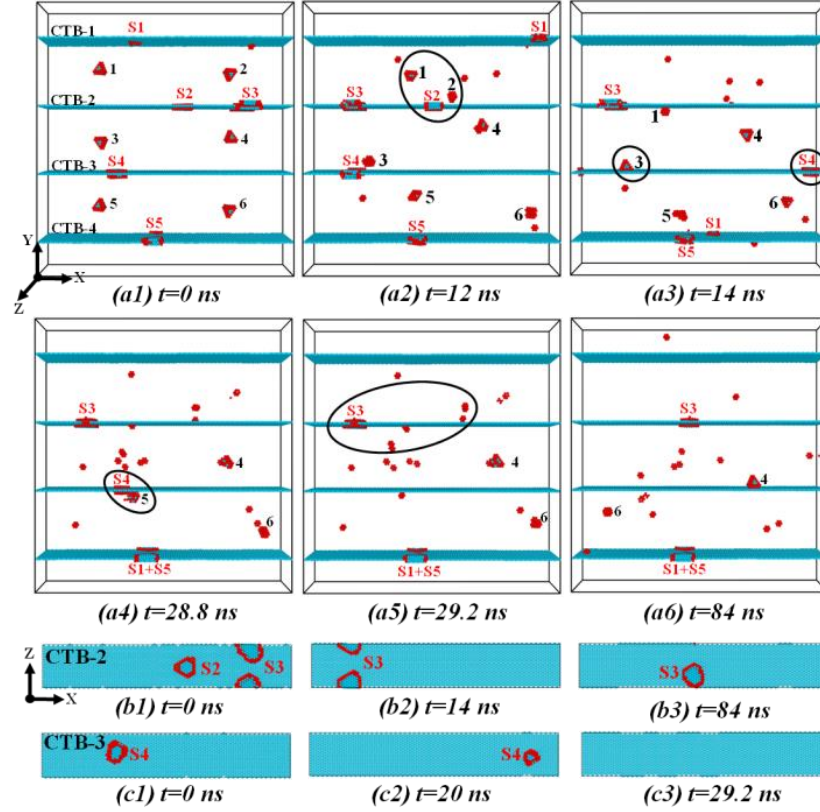 CTB-1 S1
1 2
CTB-2 S2 S3
3 4
CTB-3 S4
5 6
CTB-4 S5
Y X Z
(a1) t=0 ns
S1
1
2
S3 S2
4
3
S4
5
6
S5
(a2) t=12 ns
S3
1
4
3 S4
6
5 S1
S5
(a3) t=14 ns
S3
4
S4
5
6
S1+S5
(a4) t=28.8 ns
S3
4
6
S1+S5
(a5) t=29.2 ns
S3
4
6
S1+S5
(a6) t=84 ns
Z X
CTB-2 S2 S3
(b1) t=0 ns
S3
(b2) t=14 ns
S3
(b3) t=84 ns
CTB-3 S4
(c1) t=0 ns
S4
(c2) t=20 ns
(c3) t=29.2 ns